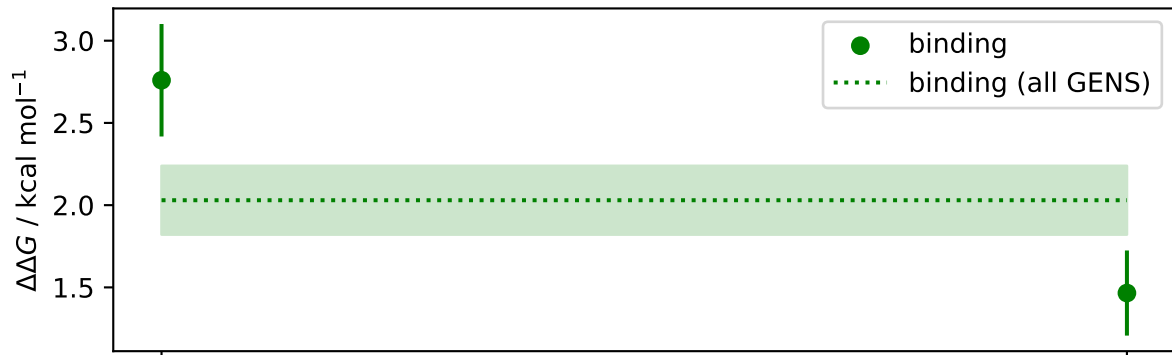 3.0
2.5
2.0
1.5
ΔΔG / kcal mol⁻¹
binding
binding (all GENS)